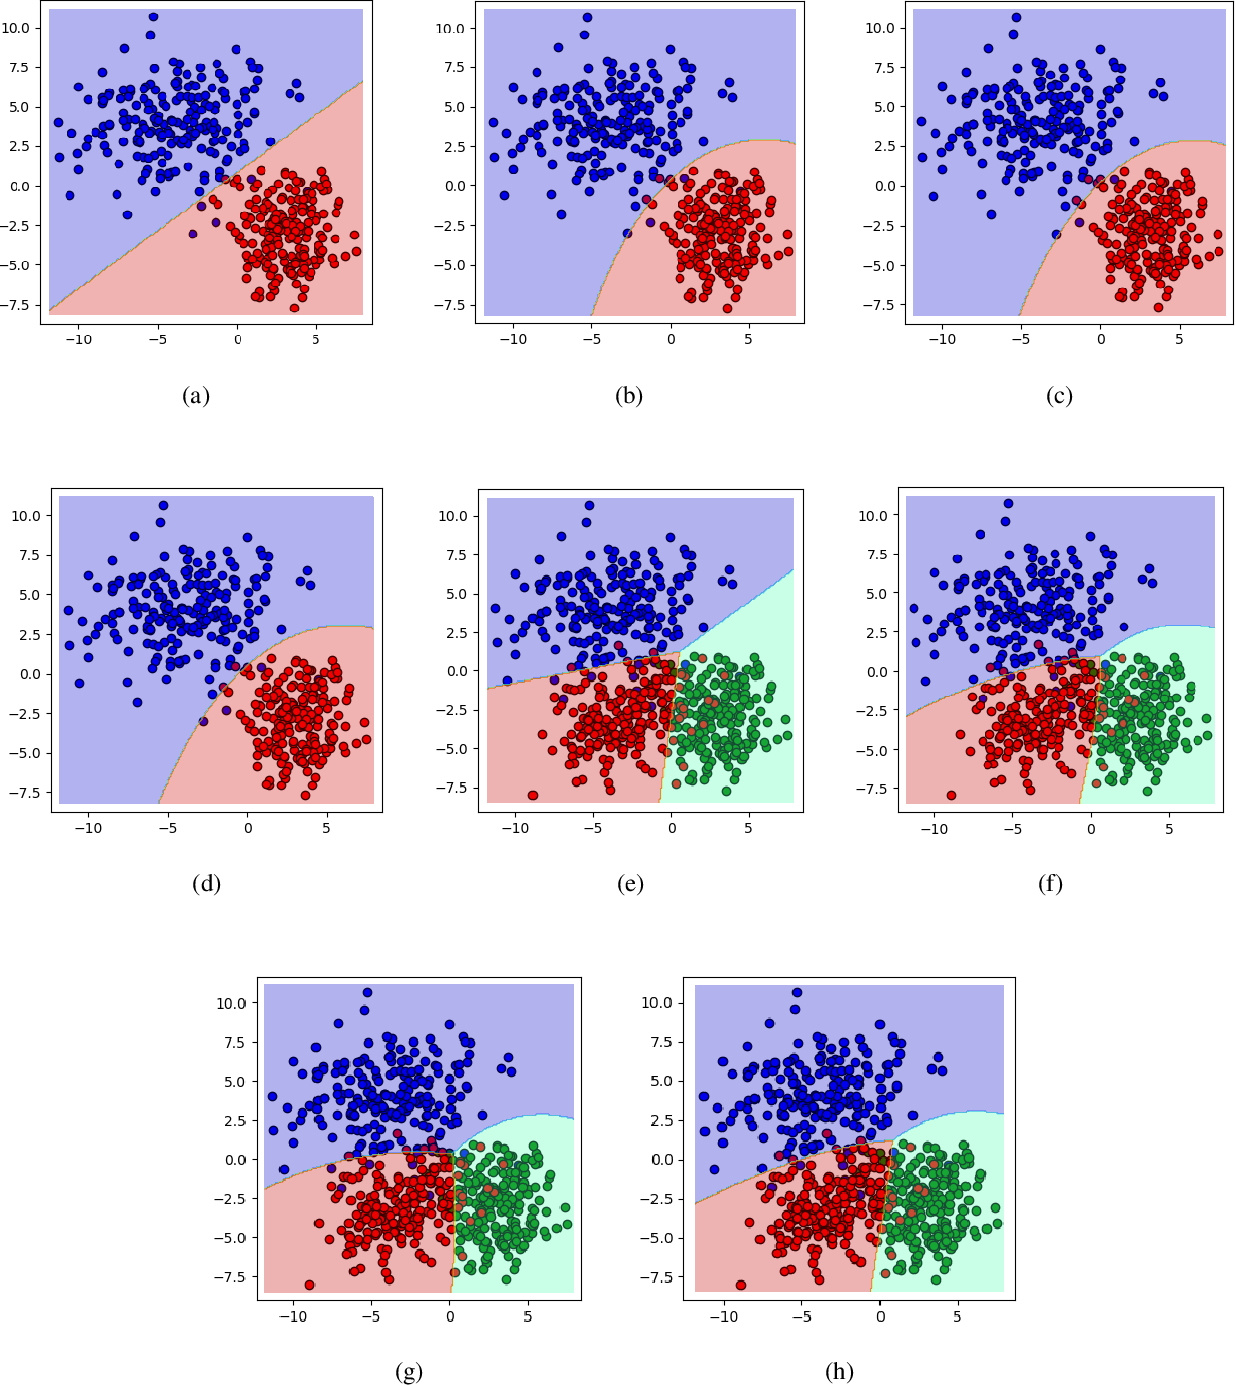 10.0 10.0 10.0
7.5 7.5 7.5
5.0 5.0 5.0
2.5 2.5 2.5
0.0 0.0 0.0
−2.5 −2.5 −2.5
−5.0 −5.0 −5.0
−7.5 −7.5 −7.5
−10 −5 0 5 −10 −5 0 5 −10 −5 0 5
(a) (b) (c)
10.0 10.0 10.0
7.5 7.5 7.5
5.0 5.0 5.0
2.5 2.5 2.5
0.0 0.0 0.0
−2.5 −2.5 −2.5
−5.0 −5.0 −5.0
−7.5 −7.5 −7.5
−10 −5 0 5 −10 −5 0 5 −10 −5 0 5
(d) (e) (f)
10.0 10.0
7.5 7.5
5.0 5.0
2.5 2.5
0.0 0.0
−2.5 −2.5
−5.0 −5.0
−7.5 −7.5
−10 −5 0 5 −10 −5 0 5
(g) (h)